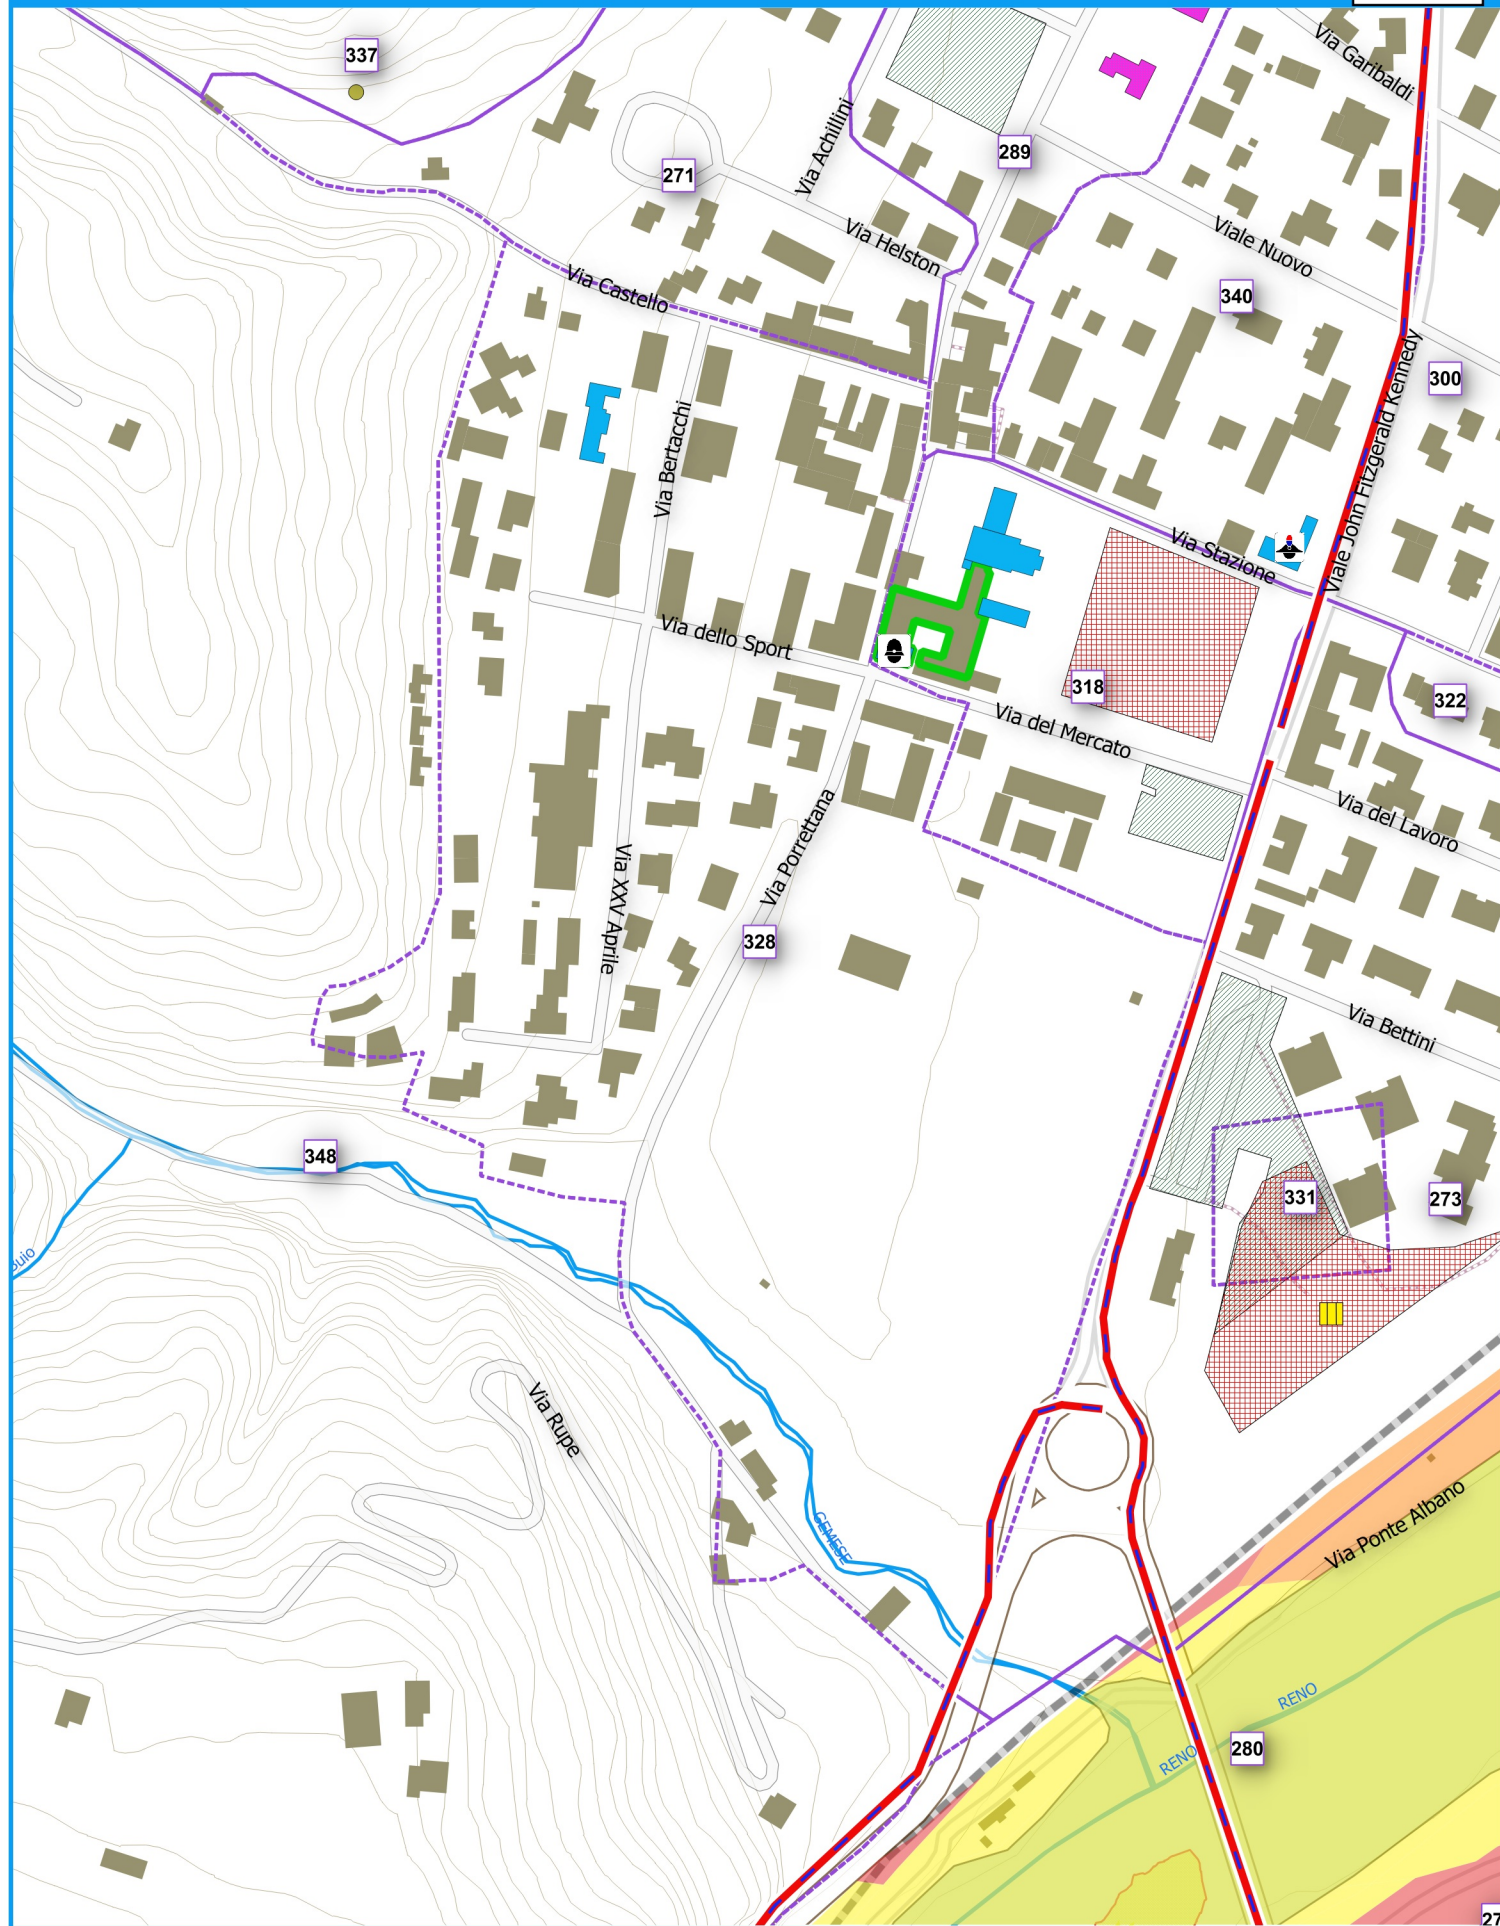 337
Via Garibaldi
Via Achillini
289
271
Via Helston
Viale Nuovo
Via Castello
340
Viale John Fitzgerald Kennedy
300
Via Bertacchi
Via Stazione
Via dello Sport
318
322
Via del Mercato
Via Porrettana
Via del Lavoro
Via XXV Aprile
328
Via Bettini
348
331
273
Via Rupe
GEMESE
Via Ponte Albano
RENO
RENO
280